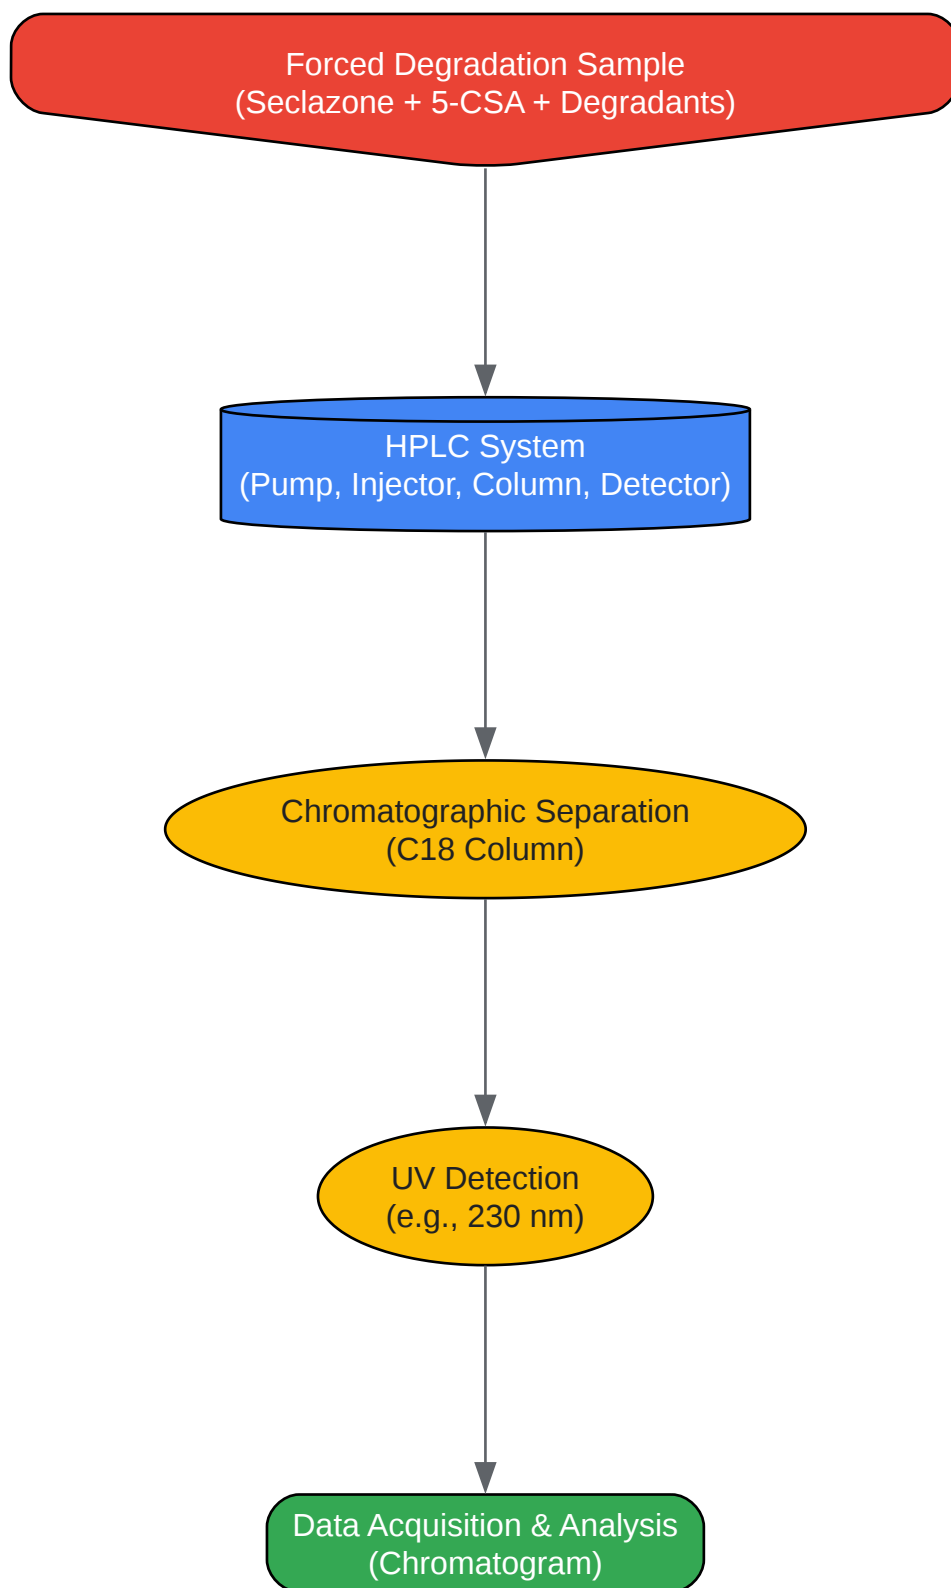 Forced Degradation Sample
(Seclazone + 5-CSA + Degradants)
HPLC System
(Pump, Injector, Column, Detector)
Chromatographic Separation
(C18 Column)
UV Detection
(e.g., 230 nm)
Data Acquisition & Analysis
(Chromatogram)